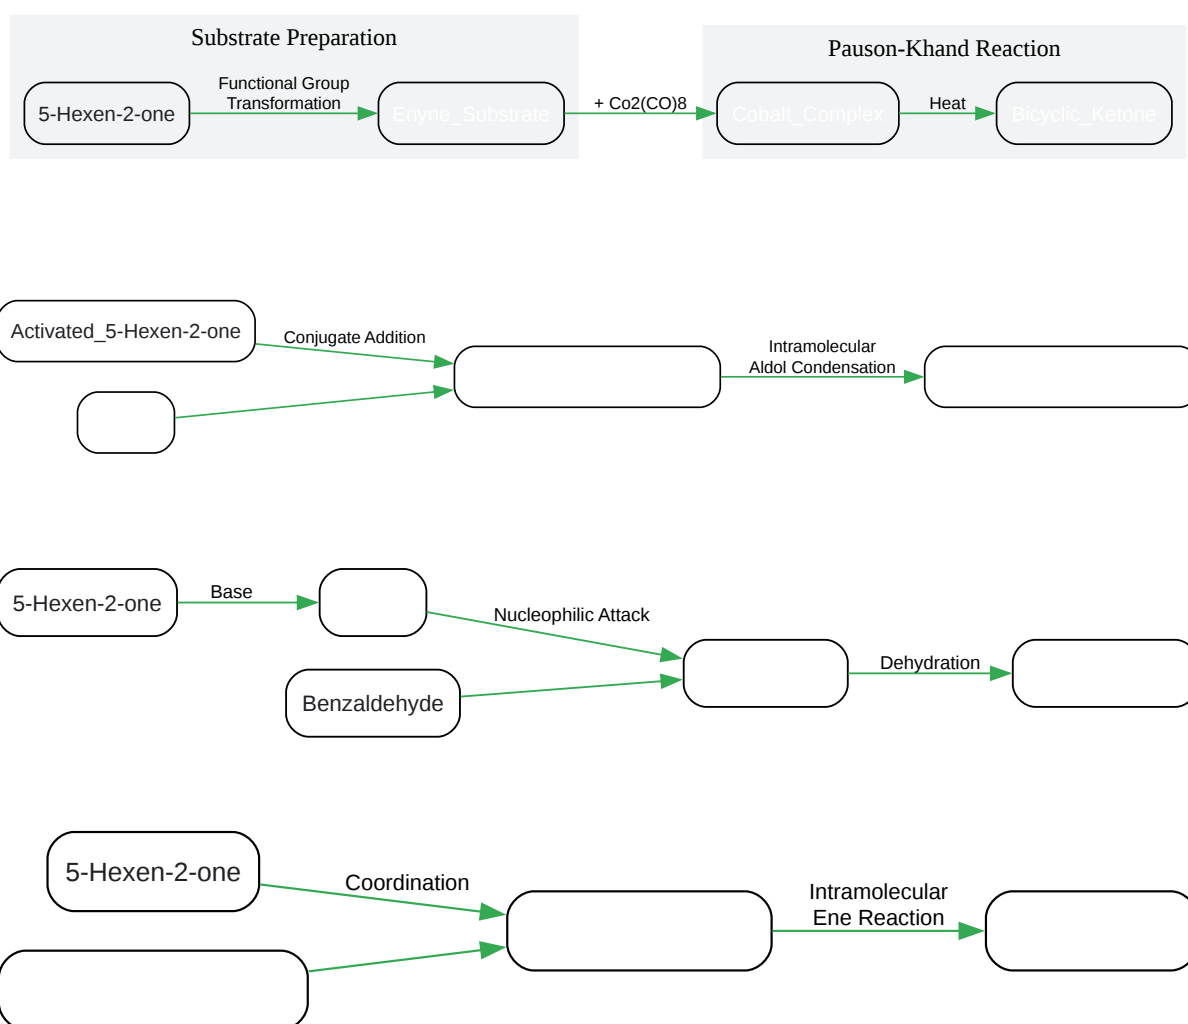 Substrate Preparation
Pauson-Khand Reaction
5-Hexen-2-one
Functional Group
Transformation
Enyne_Substrate
+ Co2(CO)8
Cobalt_Complex
Heat
Bicyclic_Ketone
Activated_5-Hexen-2-one
Conjugate Addition
Intramolecular
Aldol Condensation
5-Hexen-2-one
Base
Nucleophilic Attack
Benzaldehyde
Dehydration
5-Hexen-2-one
Coordination
Intramolecular
Ene Reaction